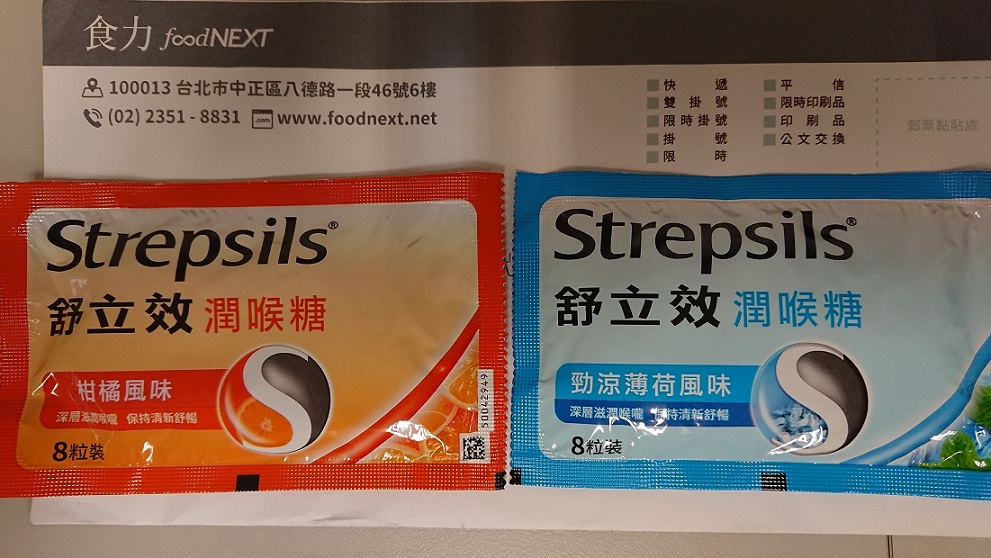 食力 foodNEXT
100013 台北市中正區八德路一段46號6樓
(02) 2351 - 8831 .com www.foodnext.net
快遞
雙掛號
限時掛號
掛號
限時
平信
限時印刷品
印刷品
公文交換
郵票黏貼處
Strepsils®
舒立效 潤喉糖
柑橘風味
深層滋潤喉嚨 保持清新舒暢
8粒裝
50042949
Strepsils®
舒立效 潤喉糖
勁涼薄荷風味
深層滋潤喉嚨 保持清新舒暢
8粒裝